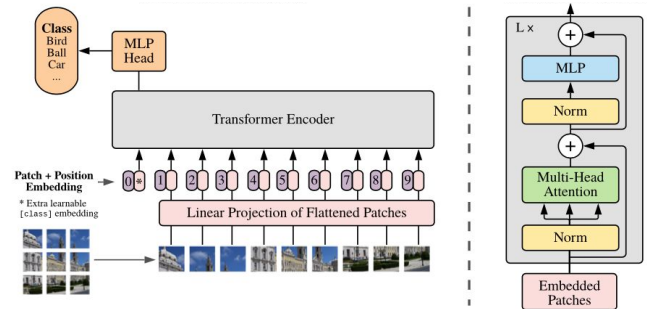 Class
Bird
Ball
Car
...
MLP
Head
Transformer Encoder
Patch + Position
Embedding
0 * 1 2 3 4 5 6 7 8 9
* Extra learnable
[class] embedding
Linear Projection of Flattened Patches
L x
+
MLP
Norm
+
Multi-Head
Attention
Norm
Embedded
Patches